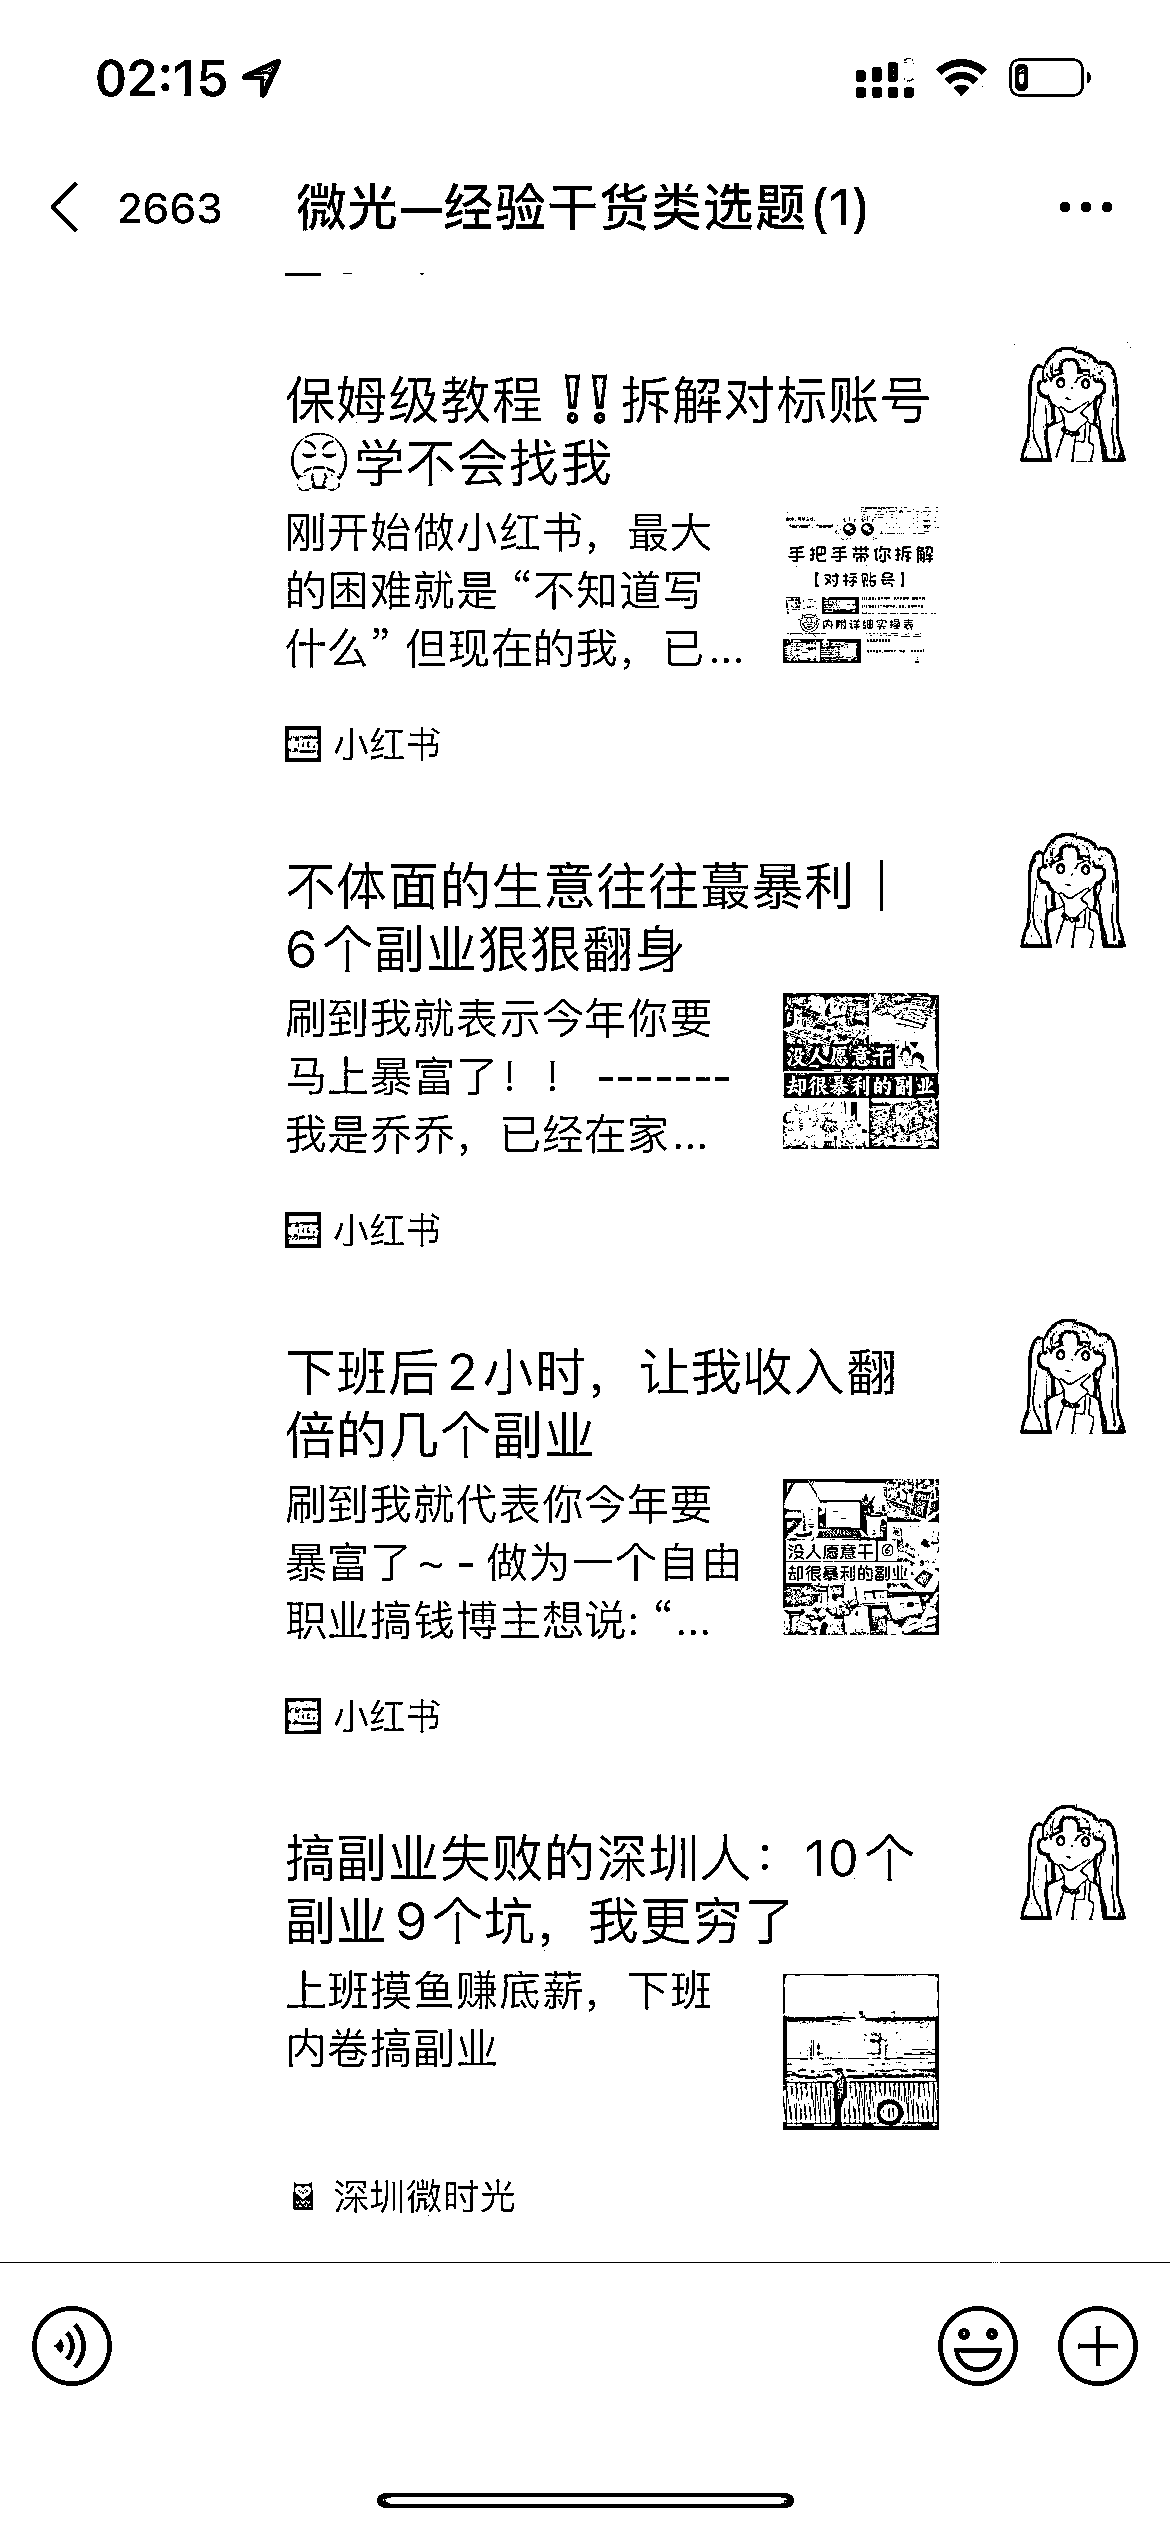 02:15
2663 微光—经验干货类选题(1)
保姆级教程‼️拆解对标账号
😤学不会找我
刚开始做小红书，最大
的困难就是 “不知道写
什么” 但现在的我，已...
手把手带你拆解
【对标账号】
内附详细实操表
小红书
不体面的生意往往蕞暴利｜
6个副业狠狠翻身
刷到我就表示今年你要
马上暴富了！！ -------
我是乔乔，已经在家...
没人愿意干
却很暴利的副业
小红书
下班后2小时，让我收入翻
倍的几个副业
刷到我就代表你今年要
暴富了~ - 做为一个自由
职业搞钱博主想说: “...
没人愿意干⑥
却很暴利的副业
小红书
搞副业失败的深圳人：10个
副业9个坑，我更穷了
上班摸鱼赚底薪，下班
内卷搞副业
深圳微时光